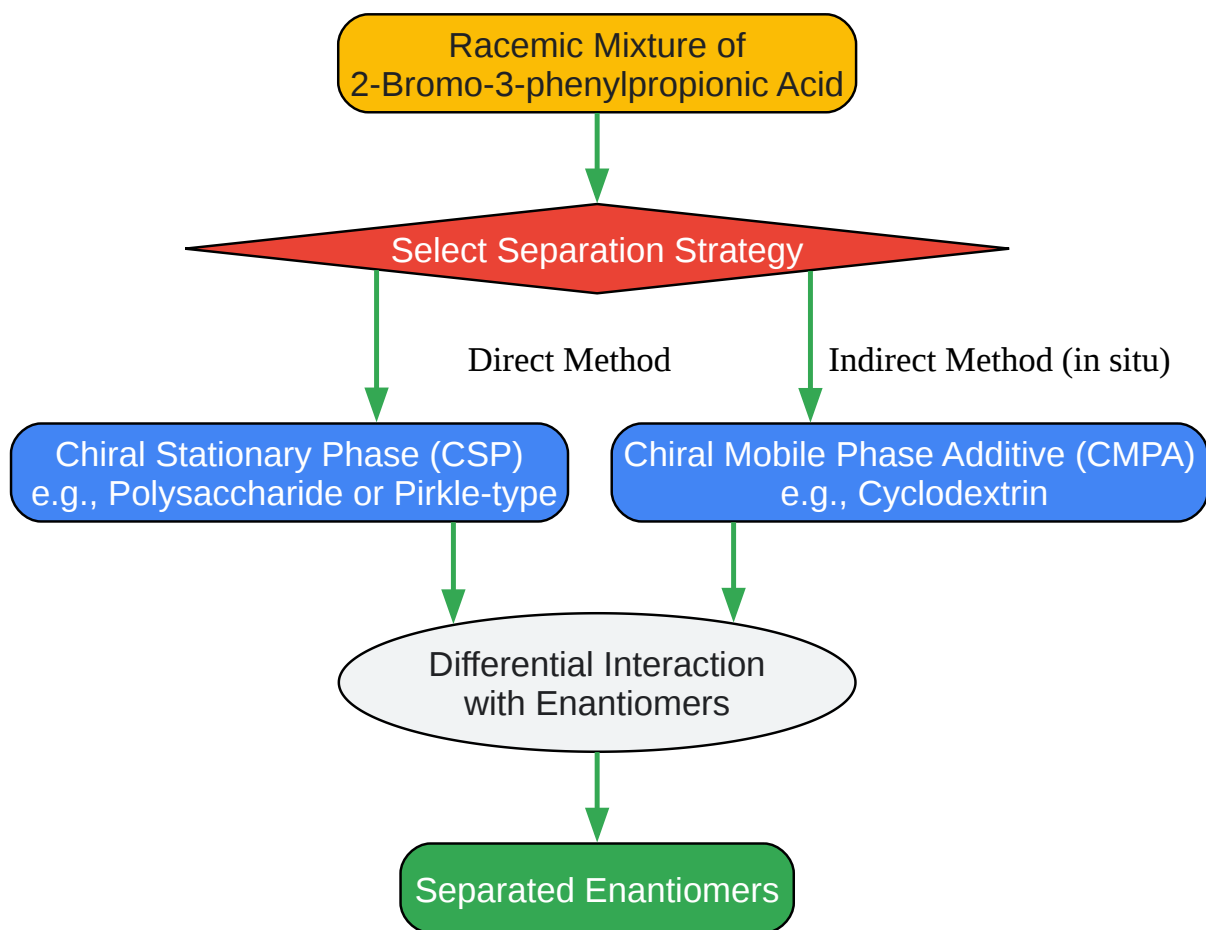 Racemic Mixture of
2-Bromo-3-phenylpropionic Acid
Select Separation Strategy
Direct Method
Indirect Method (in situ)
Chiral Stationary Phase (CSP)
e.g., Polysaccharide or Pirkle-type
Chiral Mobile Phase Additive (CMPA)
e.g., Cyclodextrin
Differential Interaction
with Enantiomers
Separated Enantiomers